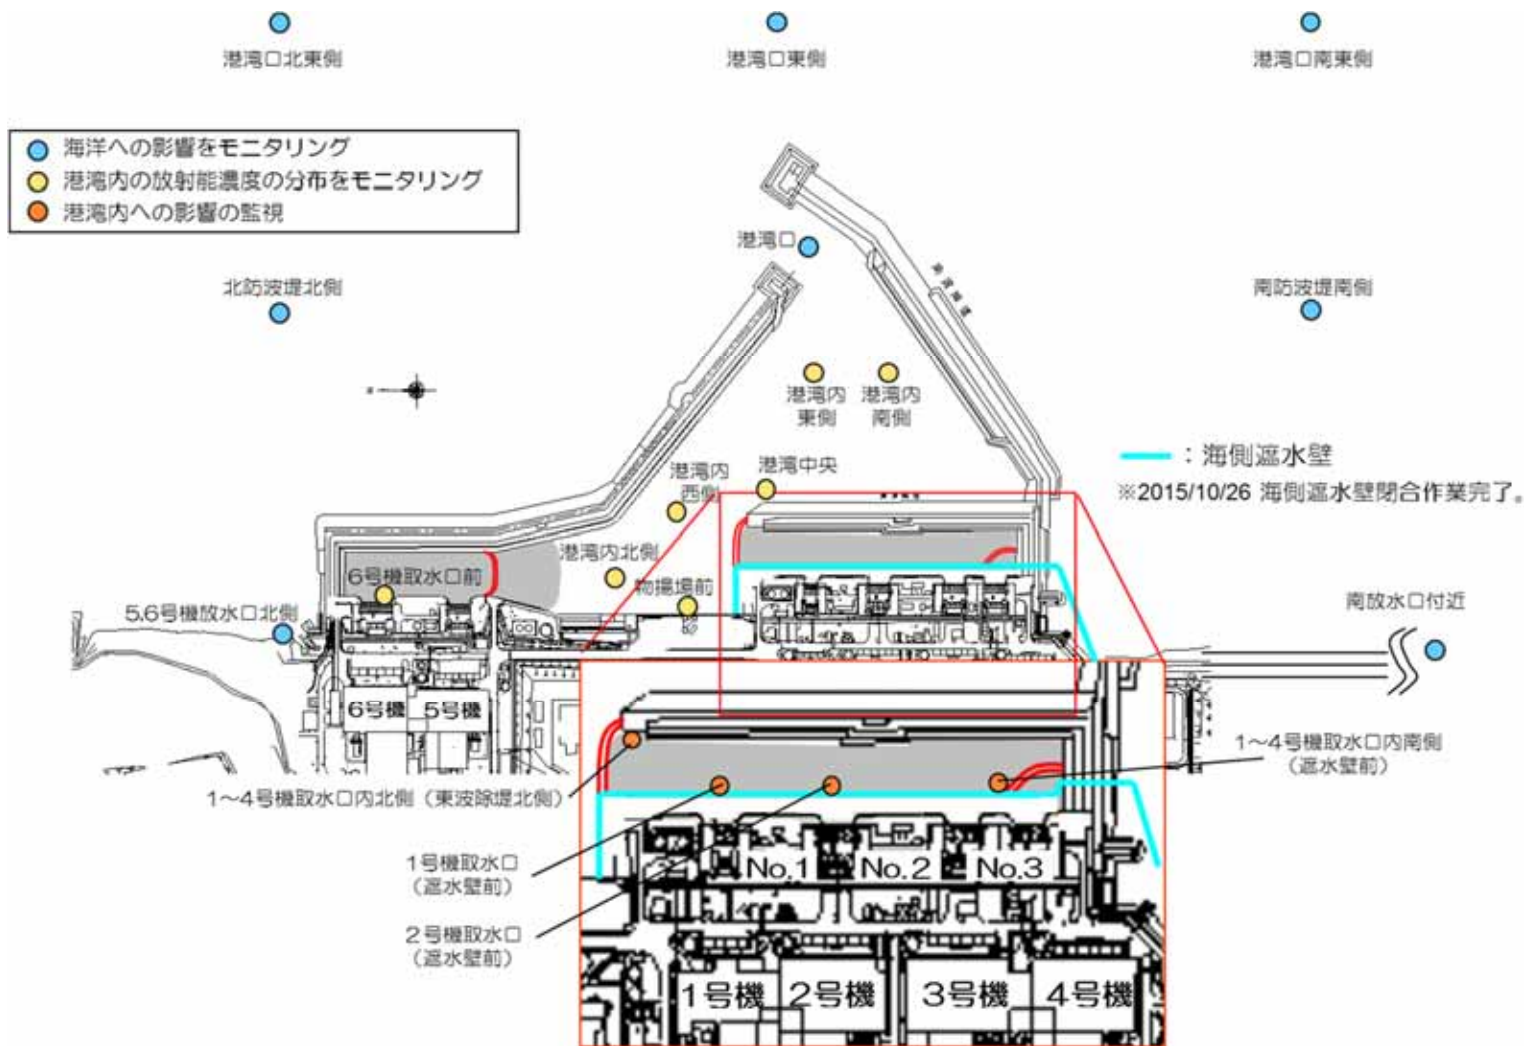 港湾口北東側
港湾口東側
港湾口南東側
海洋への影響をモニタリング
港湾内の放射能濃度の分布をモニタリング
港湾内への影響の監視
港湾口
北防波堤北側
南防波堤南側
港湾内
東側
港湾内
南側
港湾内
西側
港湾中央
：海側遮水壁
※2015/10/26 海側遮水壁閉合作業完了。
港湾内北側
6号機取水口前
物揚場前
5,6号機放水口北側
南放水口付近
6号機
5号機
1～4号機取水口内南側
（遮水壁前）
1～4号機取水口内北側（東波除堤北側）
1号機取水口
（遮水壁前）
No.1
No.2
No.3
2号機取水口
（遮水壁前）
1号機
2号機
3号機
4号機